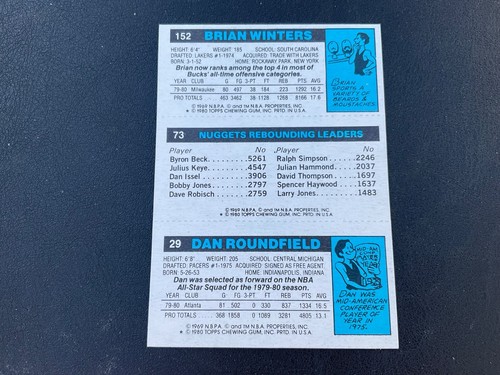 152 BRIAN WINTERS
HEIGHT: 6'4" WEIGHT: 185 SCHOOL: SOUTH CAROLINA
DRAFTED: LAKERS #1-1974 ACQUIRED: TRADE WITH LAKERS
BORN: 3-1-52 HOME: ROCKAWAY PARK, NEW YORK
Brian now ranks among the top 4 in most of
Bucks' all-time offensive categories.
YEAR CLUB G FG 3-PT FT REB PTS AVG
79-80 Milwaukee 80 497 38 184 223 1292 16.2
PRO TOTALS 463 3462 38 1128 1268 8166 17.6
© 1969 N.B.P.A. © and TM N.B.A. PROPERTIES, INC.
* © 1980 TOPPS CHEWING GUM, INC. PRTD. IN U.S.A.
BRIAN
SPORTS A
VARIETY OF
BEARDS &
MOUSTACHES.
73 NUGGETS REBOUNDING LEADERS
Player No Player No
Byron Beck........5261 Ralph Simpson........2246
Julius Keye........4547 Julian Hammond......2037
Dan Issel..........3906 David Thompson......1697
Bobby Jones.......2797 Spencer Haywood....1637
Dave Robisch......2759 Larry Jones..........1483
© 1969 N.B.P.A. © and TM N.B.A. PROPERTIES, INC.
* © 1980 TOPPS CHEWING GUM, INC. PRTD. IN U.S.A.
29 DAN ROUNDFIELD
HEIGHT: 6'8" WEIGHT: 205 SCHOOL: CENTRAL MICHIGAN
DRAFTED: PACERS #1-1975 ACQUIRED: SIGNED AS FREE AGENT
BORN: 5-26-53 HOME: INDIANAPOLIS, INDIANA
Dan was selected as forward on the NBA
All-Star Squad for the 1979-80 season.
YEAR CLUB G FG 3-PT FT REB PTS AVG
79-80 Atlanta 81 502 0 330 837 1334 16.5
PRO TOTALS 368 1858 0 1089 3281 4805 13.1
© 1969 N.B.P.A. © and TM N.B.A. PROPERTIES, INC.
* © 1980 TOPPS CHEWING GUM, INC. PRTD. IN U.S.A.
MID-AM
DAN WAS
MID-AMERICAN
CONFERENCE
PLAYER OF
YEAR IN
1975.